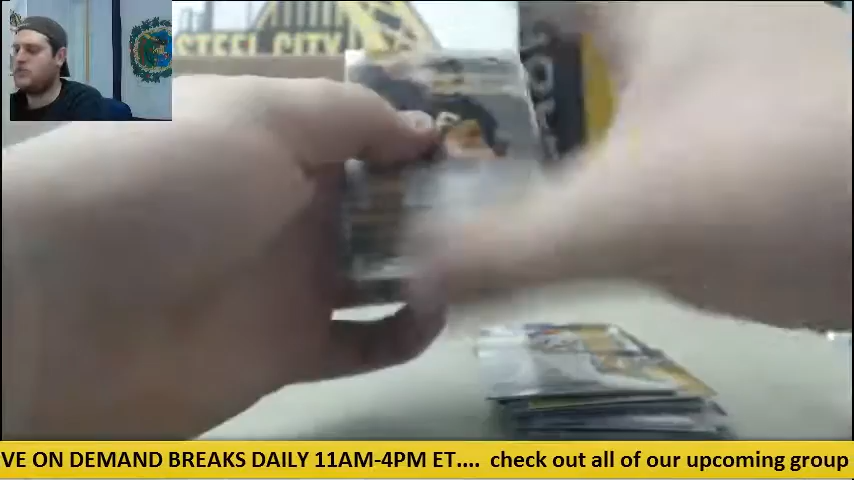 STEEL CITY
VE ON DEMAND BREAKS DAILY 11AM-4PM ET.... check out all of our upcoming group